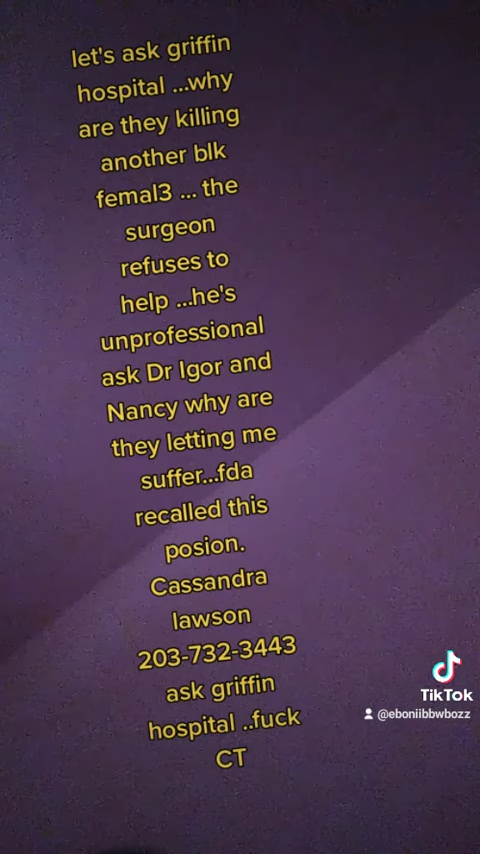 let's ask griffin
hospital ...why
are they killing
another blk
femal3 ... the
surgeon
refuses to
help ...he's
unprofessional
ask Dr Igor and
Nancy why are
they letting me
suffer...fda
recalled this
posion.
Cassandra
lawson
203-732-3443
ask griffin
hospital ..fuck
CT
TikTok
@eboniibbwbozz